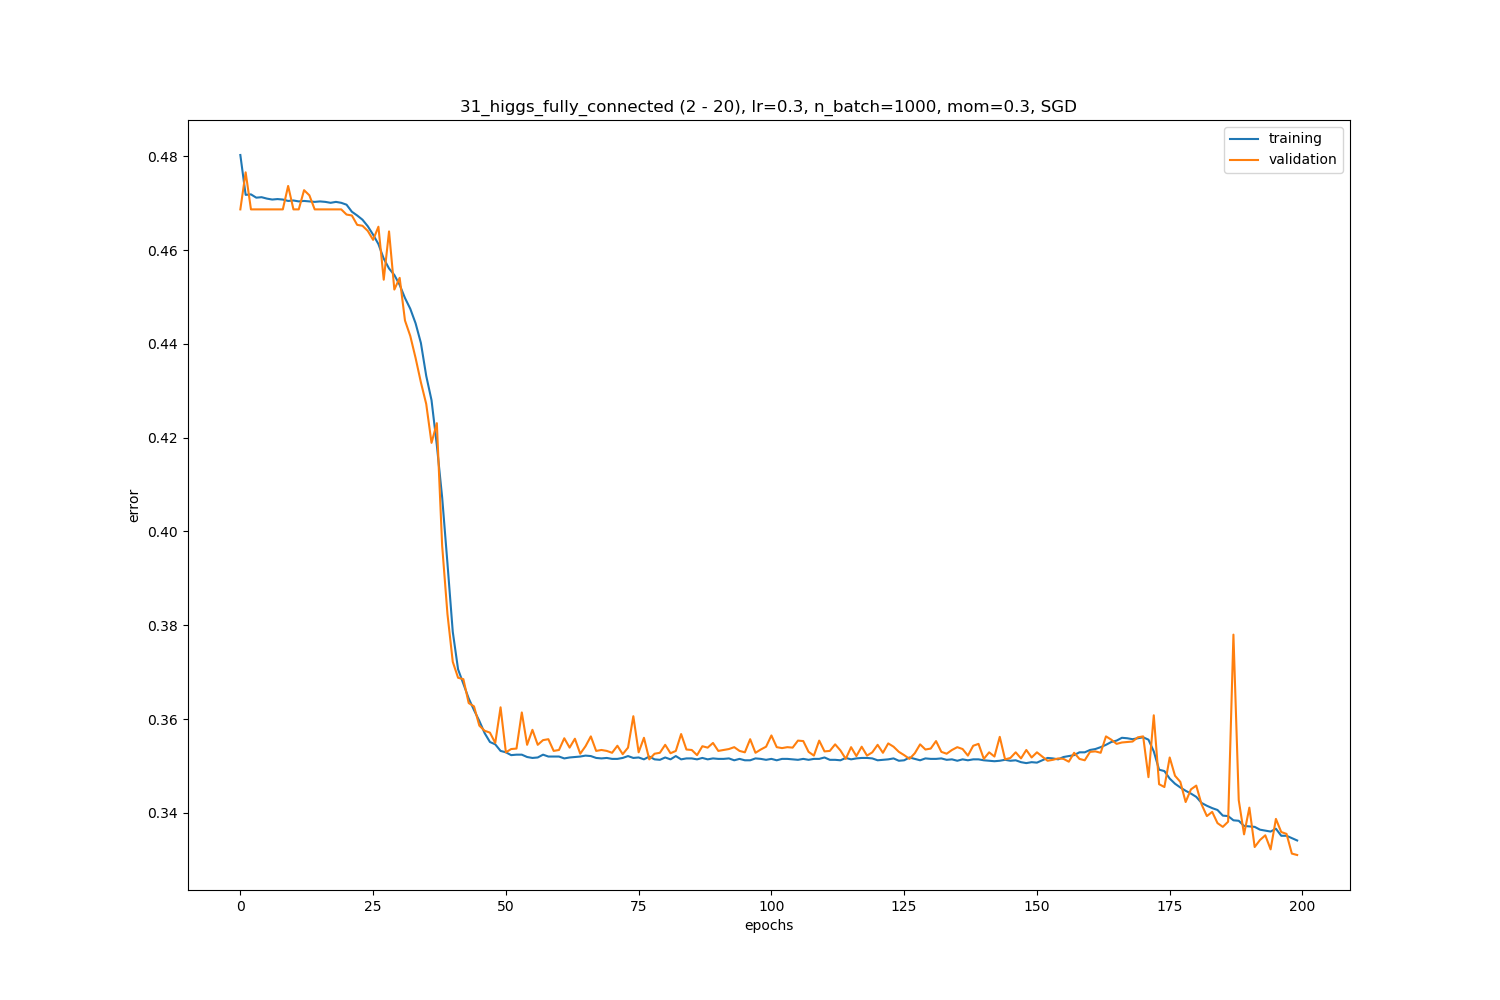 31_higgs_fully_connected (2 - 20), lr=0.3, n_batch=1000, mom=0.3, SGD
training
validation
0.48
0.46
0.44
0.42
0.40
0.38
0.36
0.34
error
0 25 50 75 100 125 150 175 200
epochs